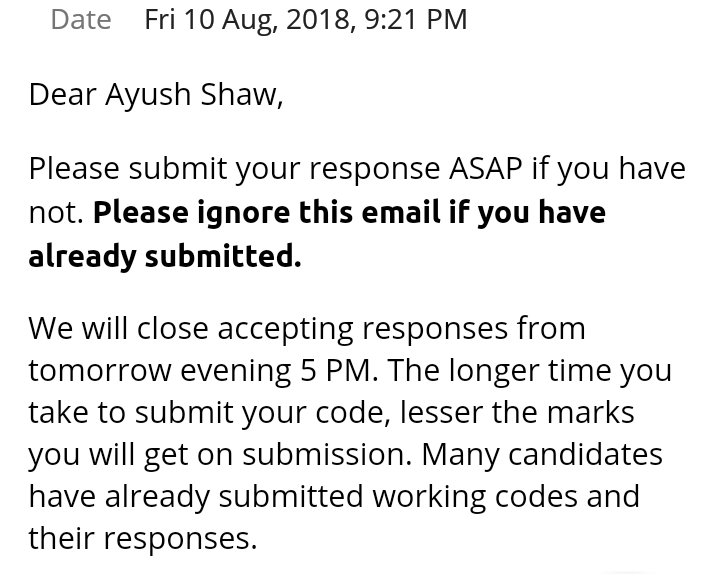 Date Fri 10 Aug, 2018, 9:21 PM
Dear Ayush Shaw,
Please submit your response ASAP if you have
not. Please ignore this email if you have
already submitted.
We will close accepting responses from
tomorrow evening 5 PM. The longer time you
take to submit your code, lesser the marks
you will get on submission. Many candidates
have already submitted working codes and
their responses.